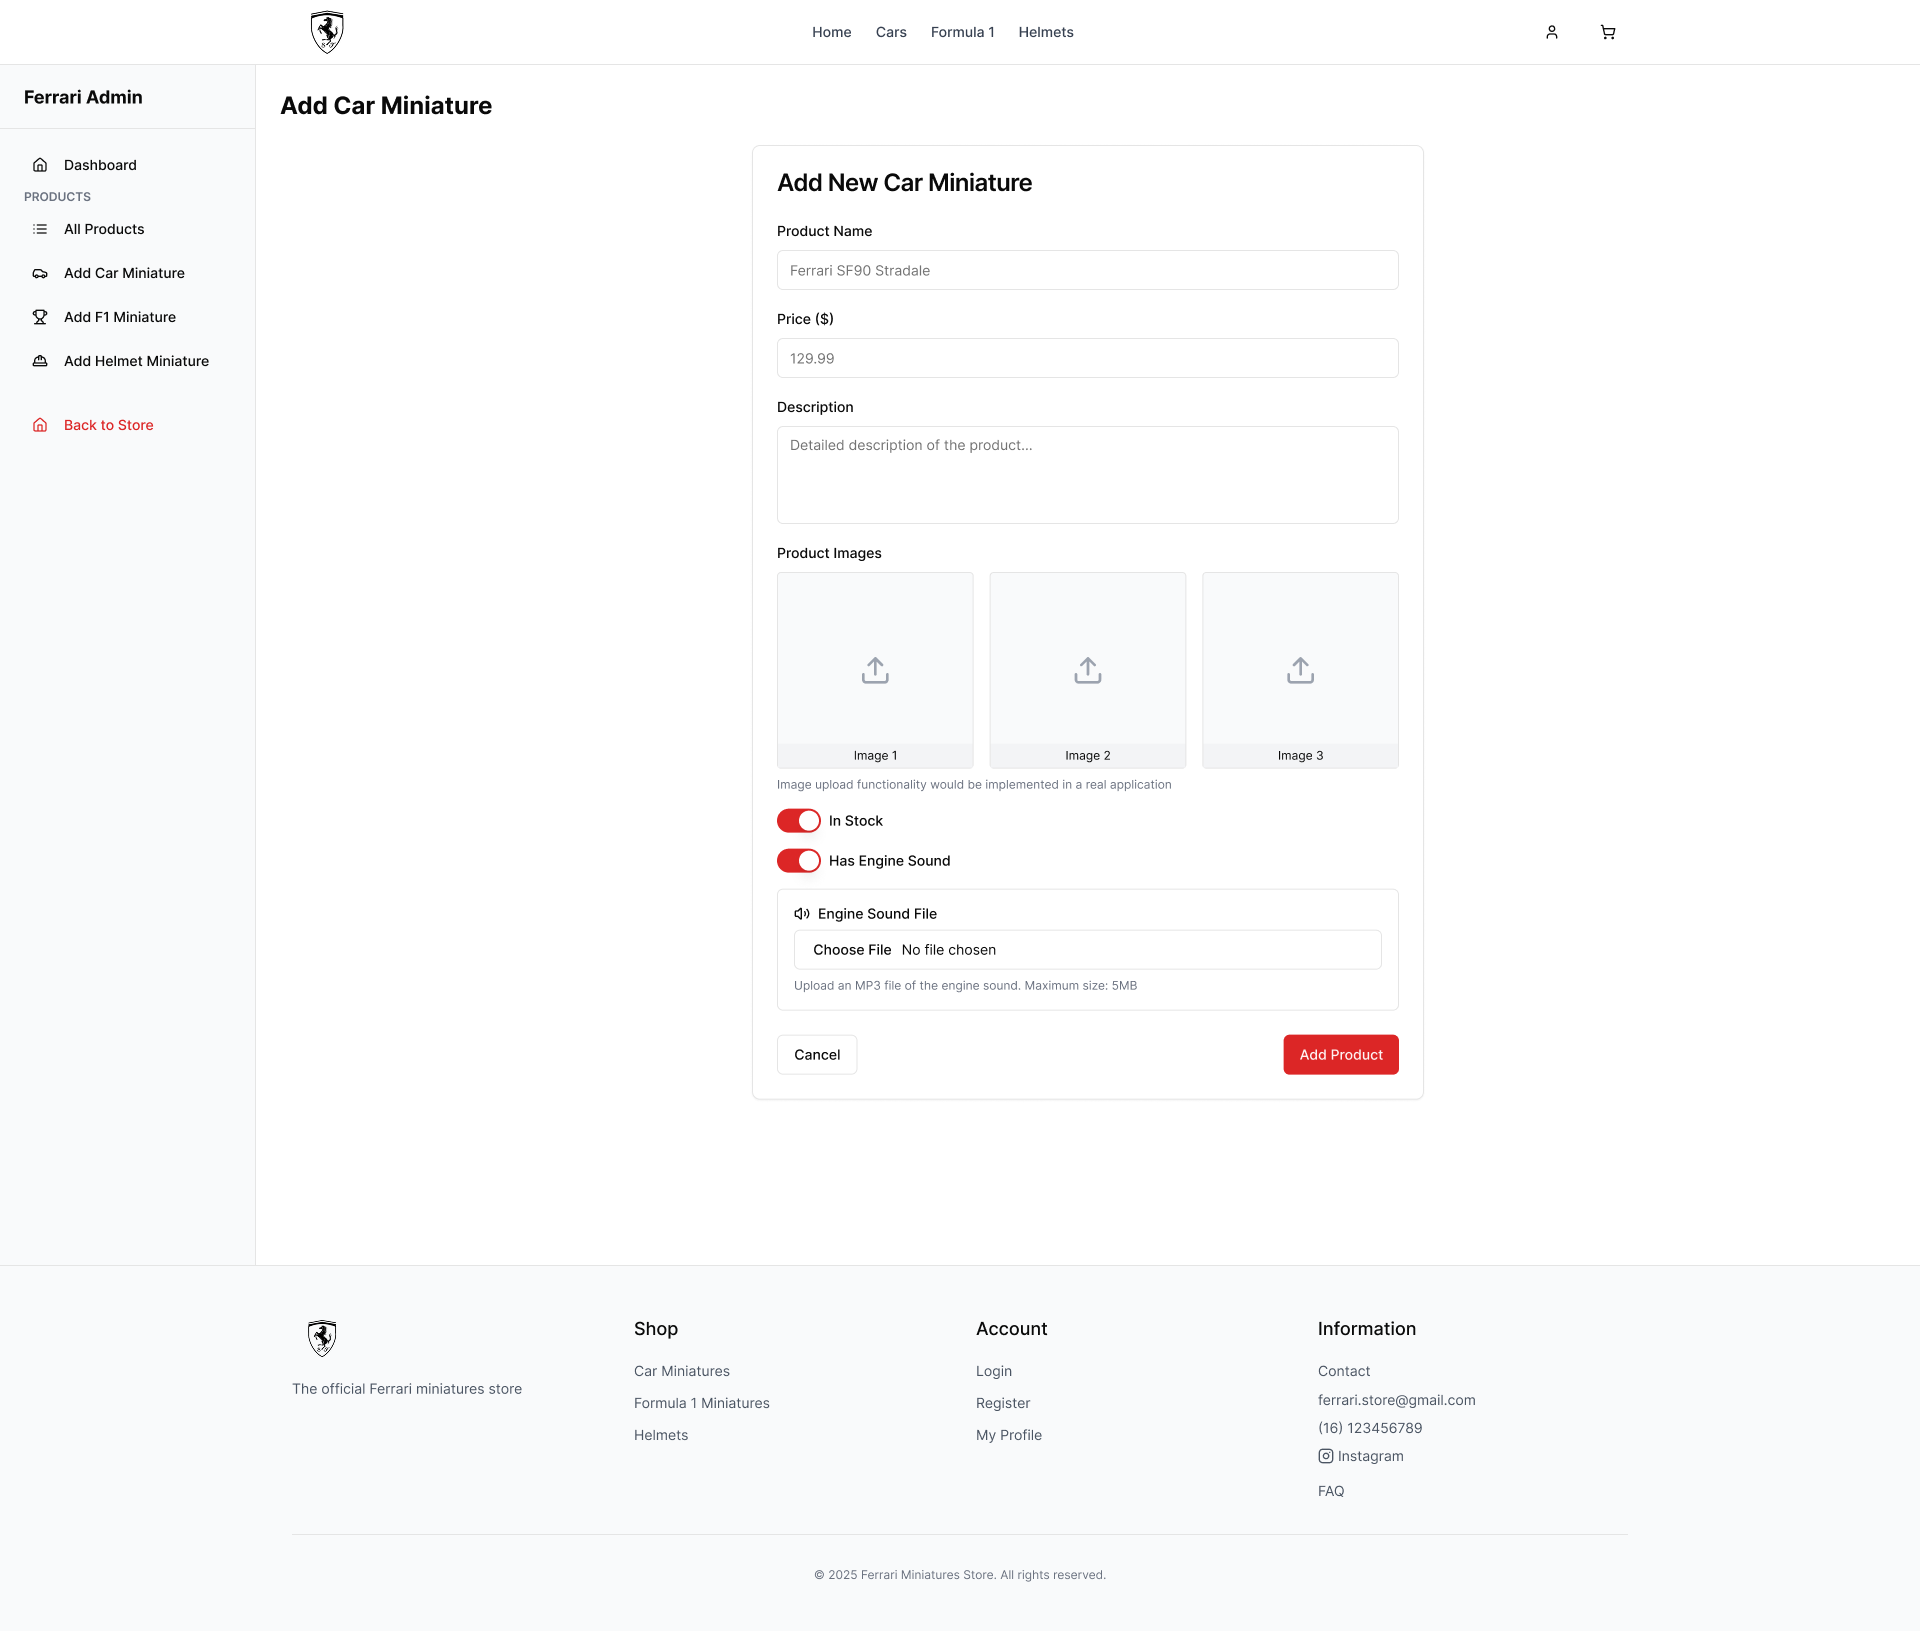 Home
Cars
Formula 1
Helmets
Ferrari Admin
Dashboard
PRODUCTS
All Products
Add Car Miniature
Add F1 Miniature
Add Helmet Miniature
Back to Store
Add Car Miniature
Add New Car Miniature
Product Name
Ferrari SF90 Stradale
Price ($)
129.99
Description
Detailed description of the product...
Product Images
Image 1
Image 2
Image 3
Image upload functionality would be implemented in a real application
In Stock
Has Engine Sound
Engine Sound File
Choose File No file chosen
Upload an MP3 file of the engine sound. Maximum size: 5MB
Cancel
Add Product
The official Ferrari miniatures store
Shop
Car Miniatures
Formula 1 Miniatures
Helmets
Account
Login
Register
My Profile
Information
Contact
ferrari.store@gmail.com
(16) 123456789
Instagram
FAQ
© 2025 Ferrari Miniatures Store. All rights reserved.